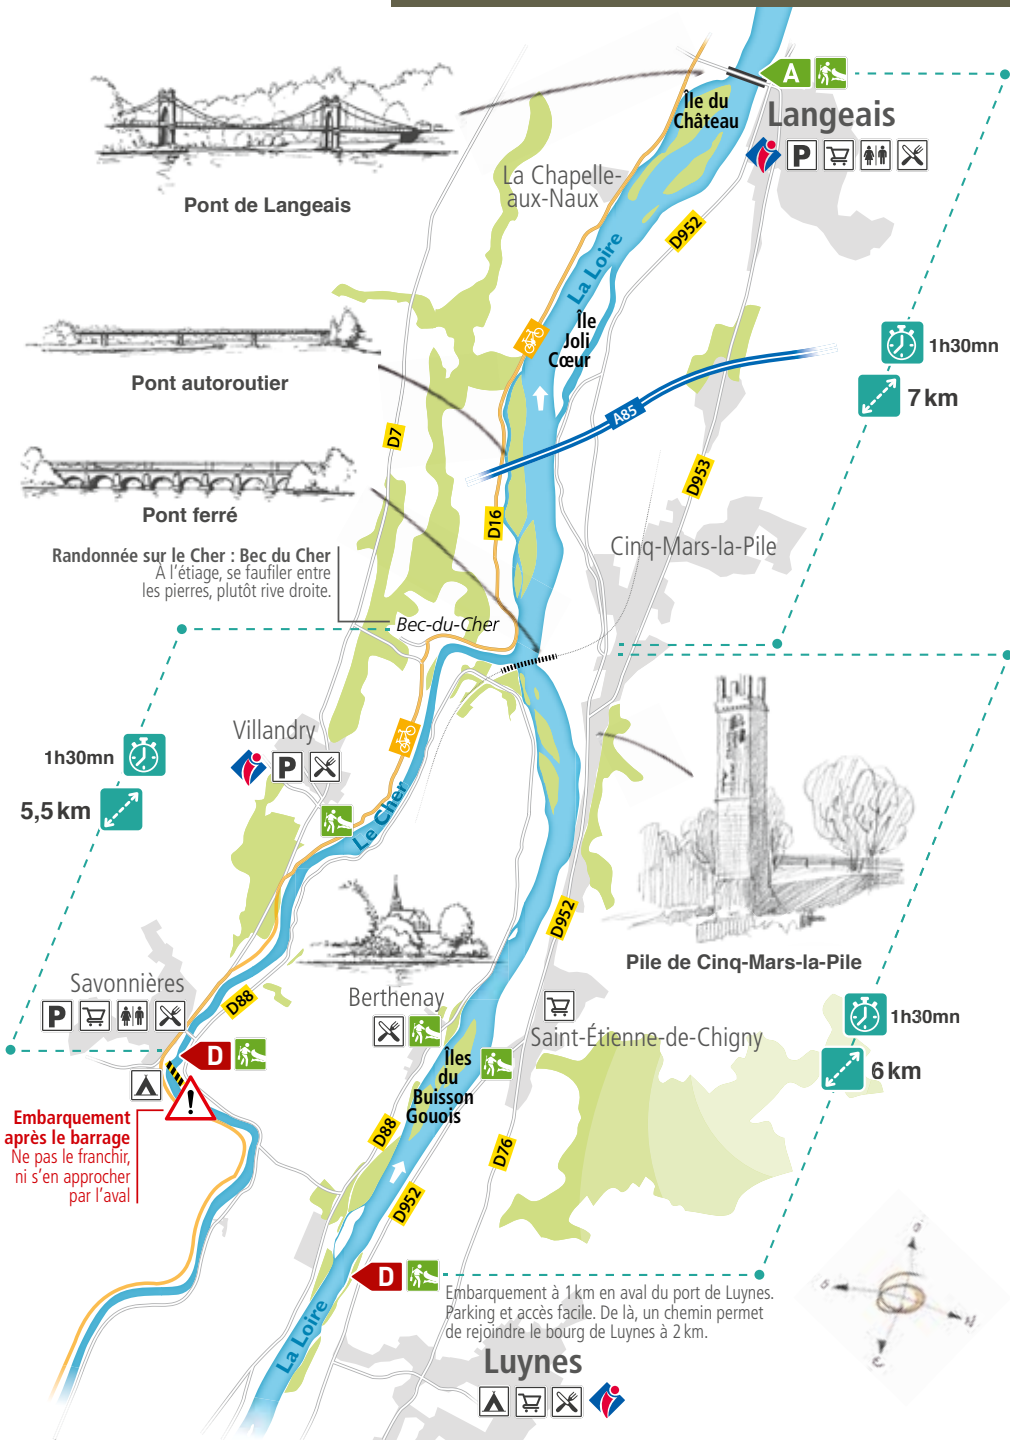 A
Île du
Château
Langeais
P
La Chapelle-
aux-Naux
Pont de Langeais
D952
La Loire
Île
Joli
Cœur
Pont autoroutier
1h30mn
7 km
A85
D7
D953
Pont ferré
D16
Cinq-Mars-la-Pile
Randonnée sur le Cher : Bec du Cher
À l'étiage, se faufiler entre
les pierres, plutôt rive droite.
Bec-du-Cher
Villandry
P
1h30mn
5,5 km
Le Cher
D952
Pile de Cinq-Mars-la-Pile
Savonnières
P
D88
Berthenay
Saint-Étienne-de-Chigny
1h30mn
6 km
D
Îles
du
Buisson
Gouois
!
Embarquement
après le barrage
Ne pas le franchir,
ni s'en approcher
par l'aval
D88
D76
D952
D
Embarquement à 1 km en aval du port de Luynes.
Parking et accès facile. De là, un chemin permet
de rejoindre le bourg de Luynes à 2 km.
La Loire
Luynes
O
S
N
E